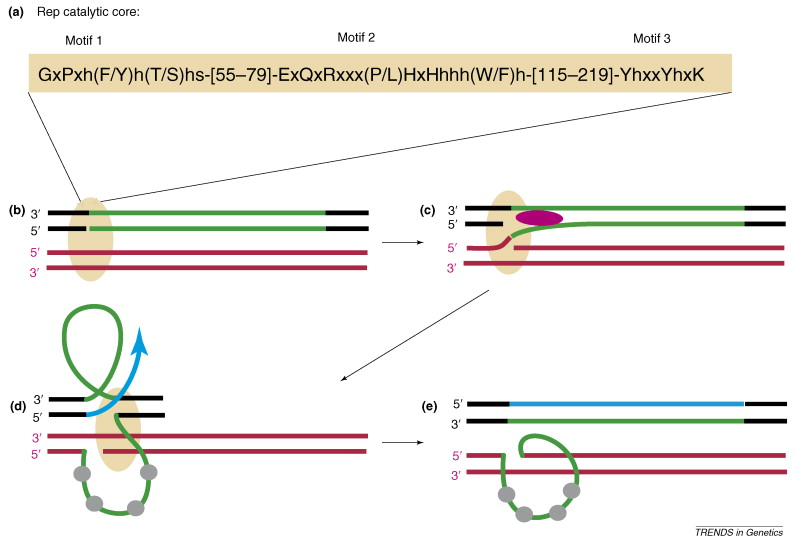 (a) Rep catalytic core:
Motif 1 Motif 2 Motif 3
GxPxh(F/Y)h(T/S)hs-[55–79]-ExQxRxxx(P/L)HxHhhh(W/F)h-[115–219]-YhxxYhxK
(b) 3′
5′
5′
3′
(c) 3′
5′
5′
3′
(d) 3′
5′
3′
5′
(e) 5′
3′
5′
3′
TRENDS in Genetics